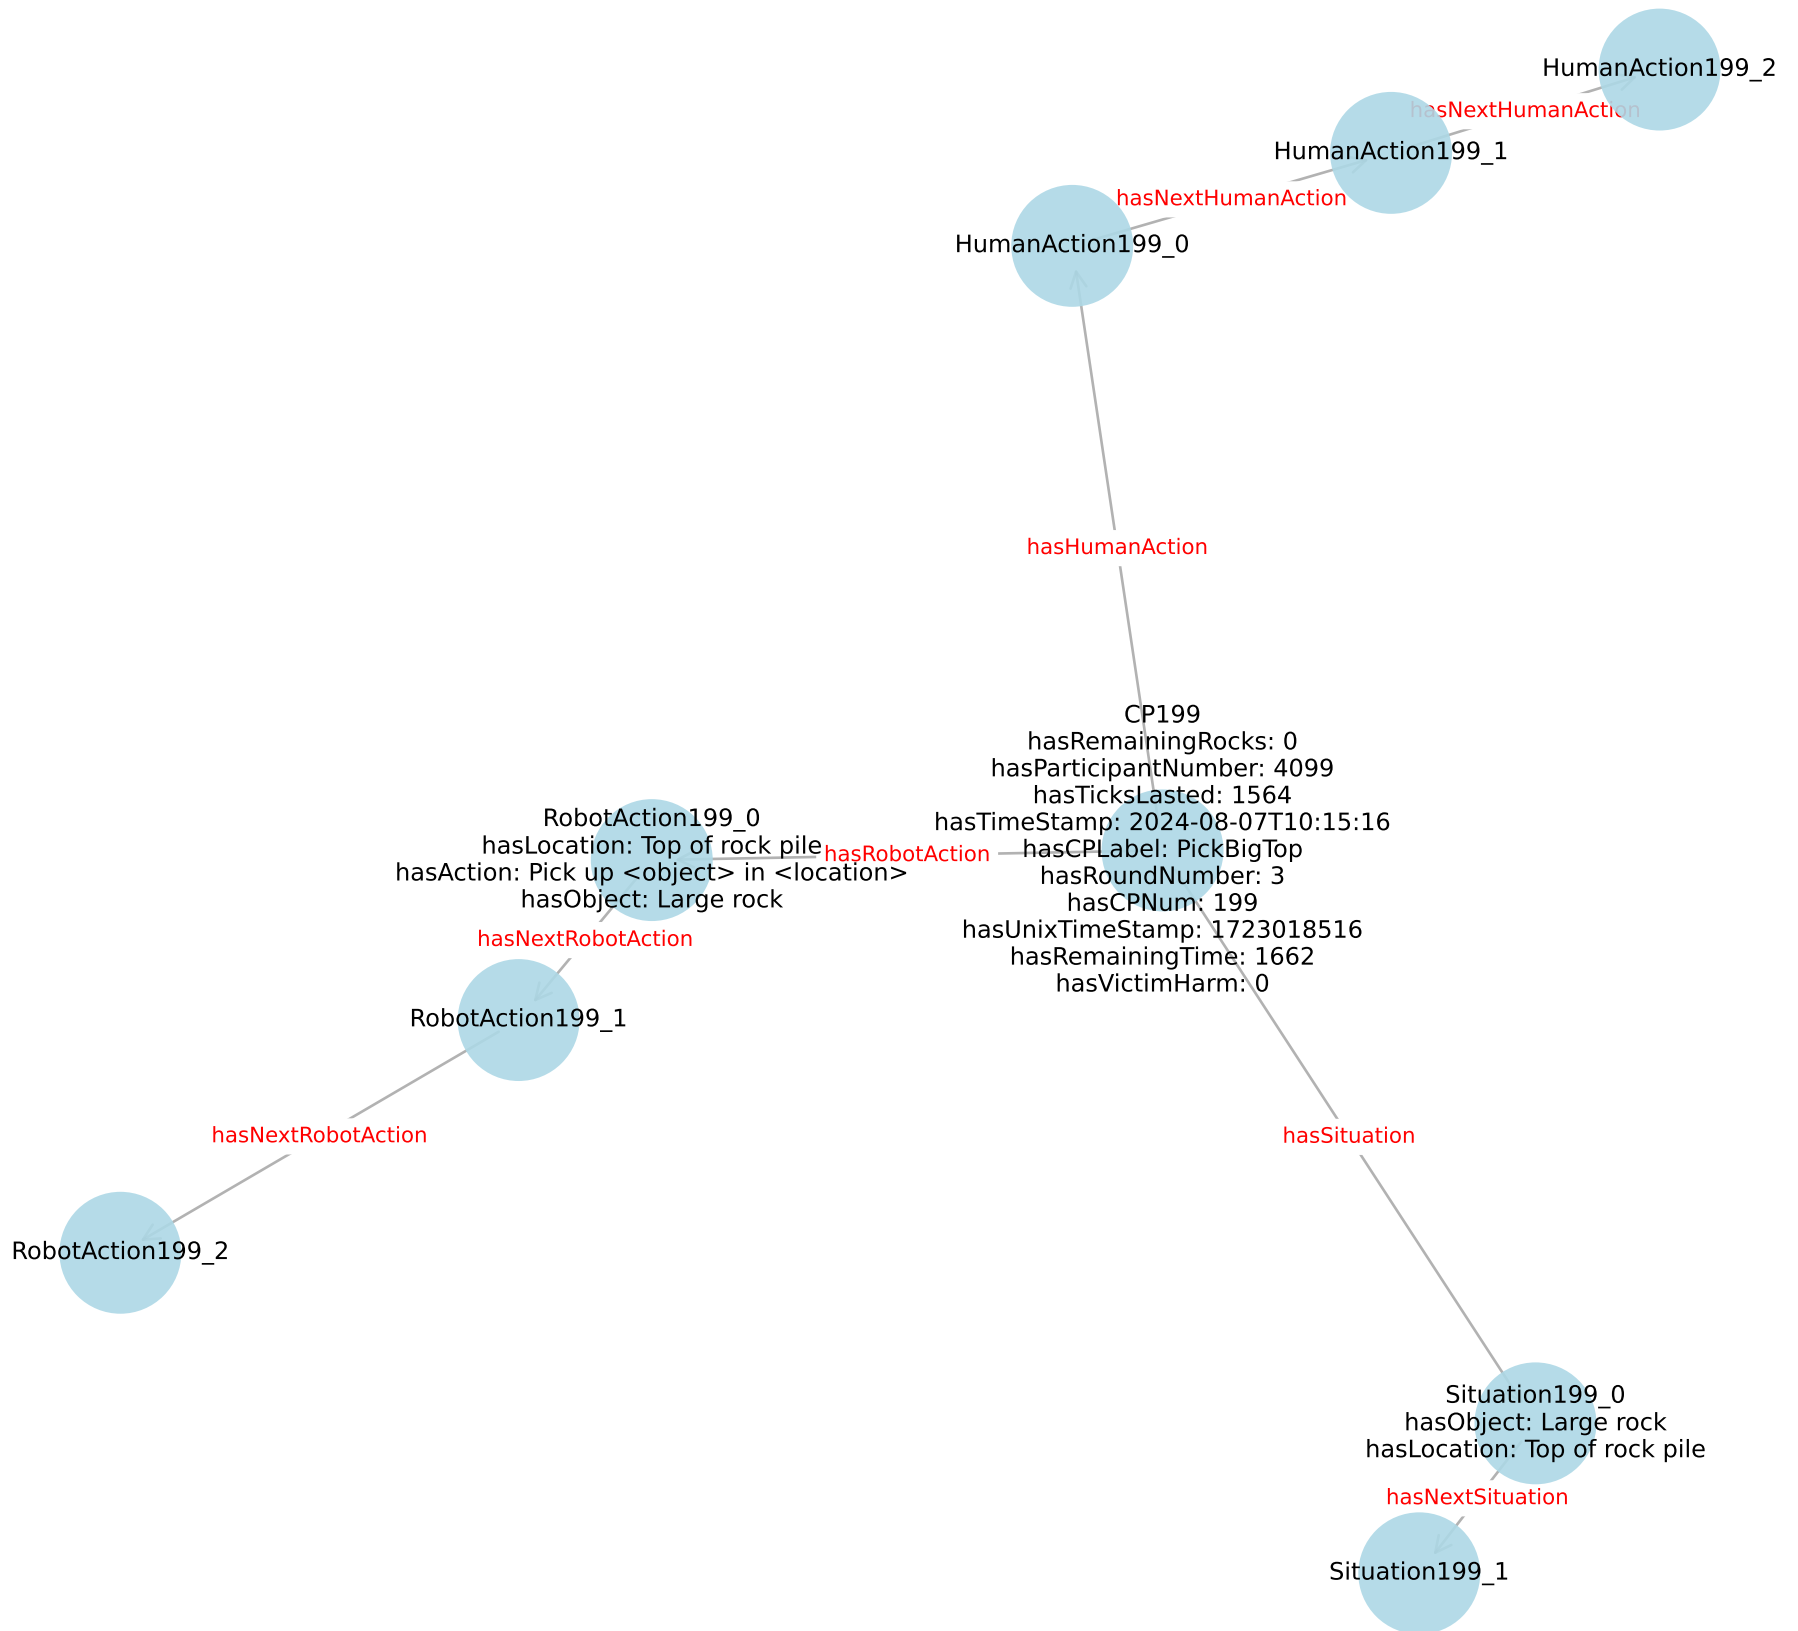 HumanAction199_2
hasNextHumanAction
HumanAction199_1
hasNextHumanAction
HumanAction199_0
hasHumanAction
CP199
hasRemainingRocks: 0
hasParticipantNumber: 4099
hasTicksLasted: 1564
hasTimeStamp: 2024-08-07T10:15:16
hasCPLabel: PickBigTop
hasRoundNumber: 3
hasCPNum: 199
hasUnixTimeStamp: 1723018516
hasRemainingTime: 1662
hasVictimHarm: 0
hasRobotAction
RobotAction199_0
hasLocation: Top of rock pile
hasAction: Pick up <object> in <location>
hasObject: Large rock
hasNextRobotAction
RobotAction199_1
hasNextRobotAction
RobotAction199_2
hasSituation
Situation199_0
hasObject: Large rock
hasLocation: Top of rock pile
hasNextSituation
Situation199_1